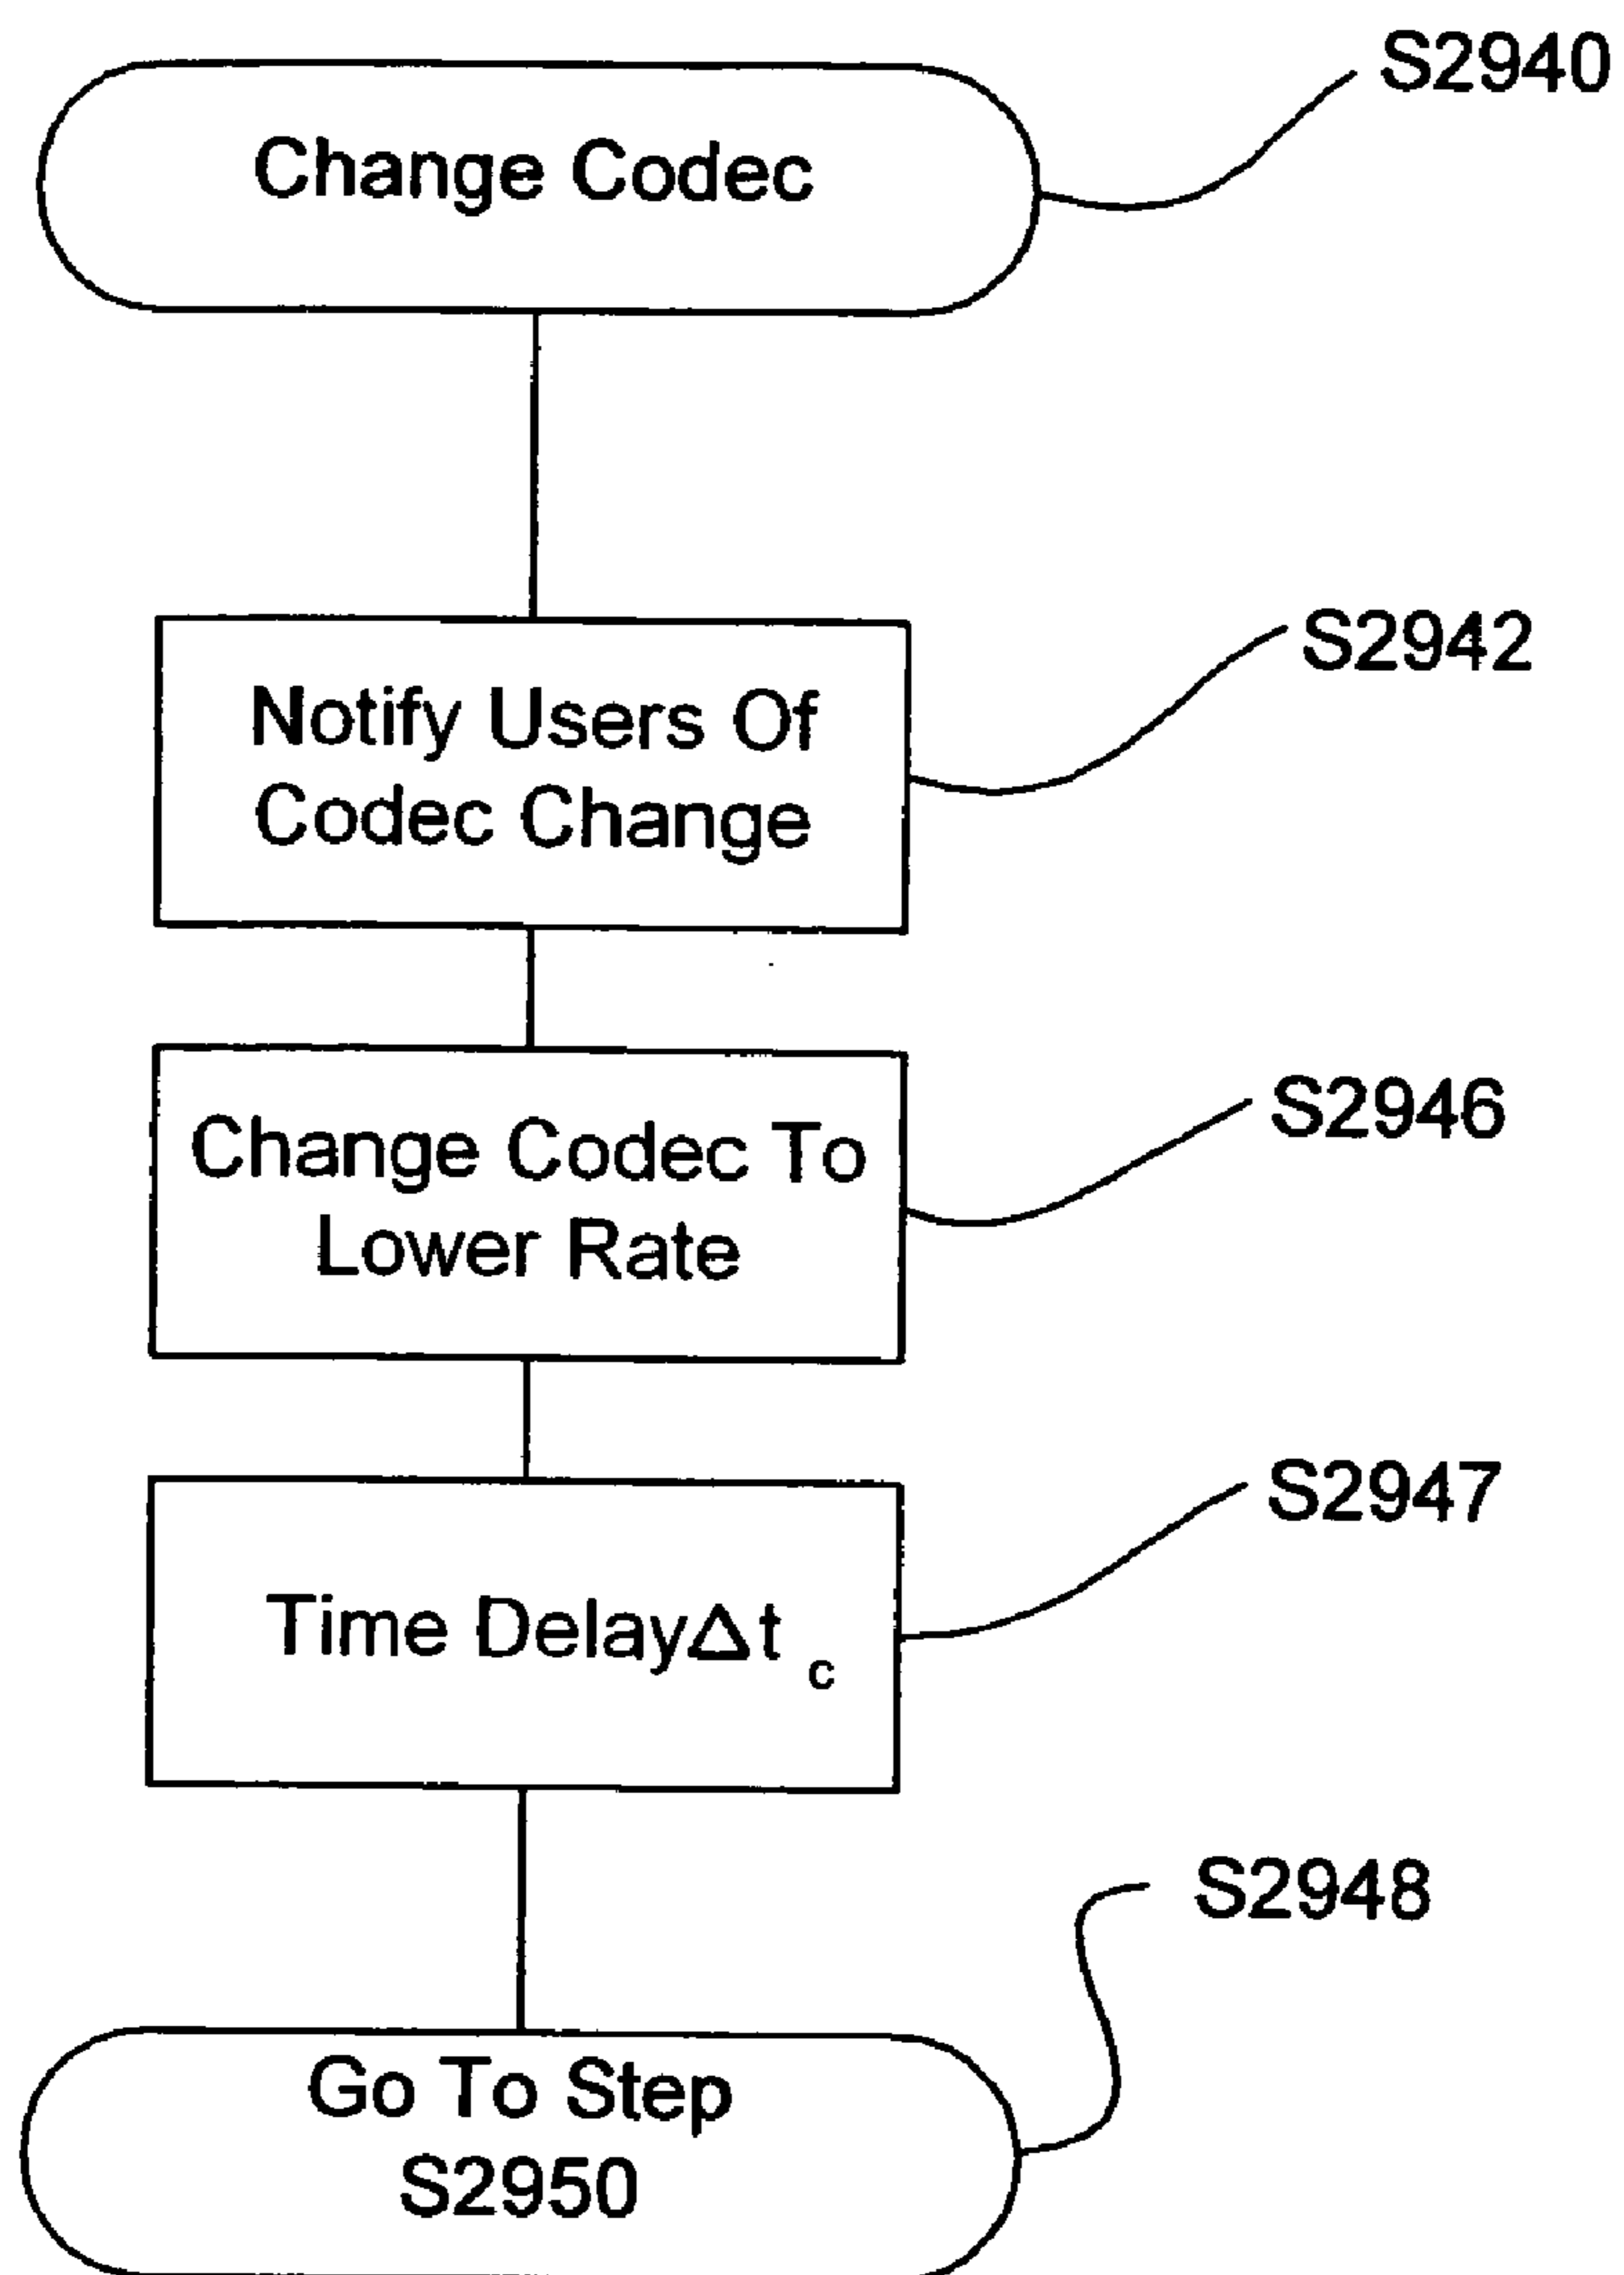 S2940
Change Codec
S2942
Notify Users Of
Codec Change
S2946
Change Codec To
Lower Rate
S2947
Time DelayΔt c
S2948
Go To Step
S2950